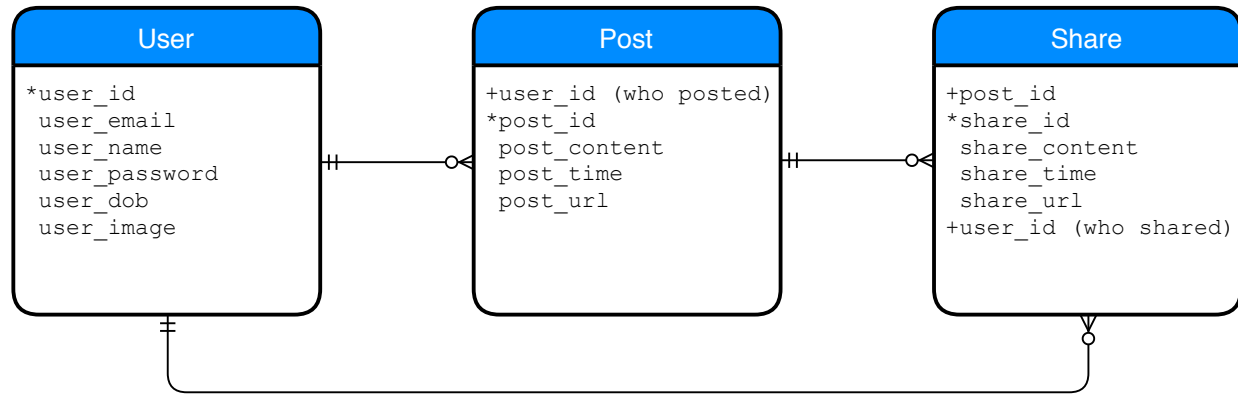 User
*user_id
user_email
user_name
user_password
user_dob
user_image
Post
+user_id (who posted)
*post_id
post_content
post_time
post_url
Share
+post_id
*share_id
share_content
share_time
share_url
+user_id (who shared)